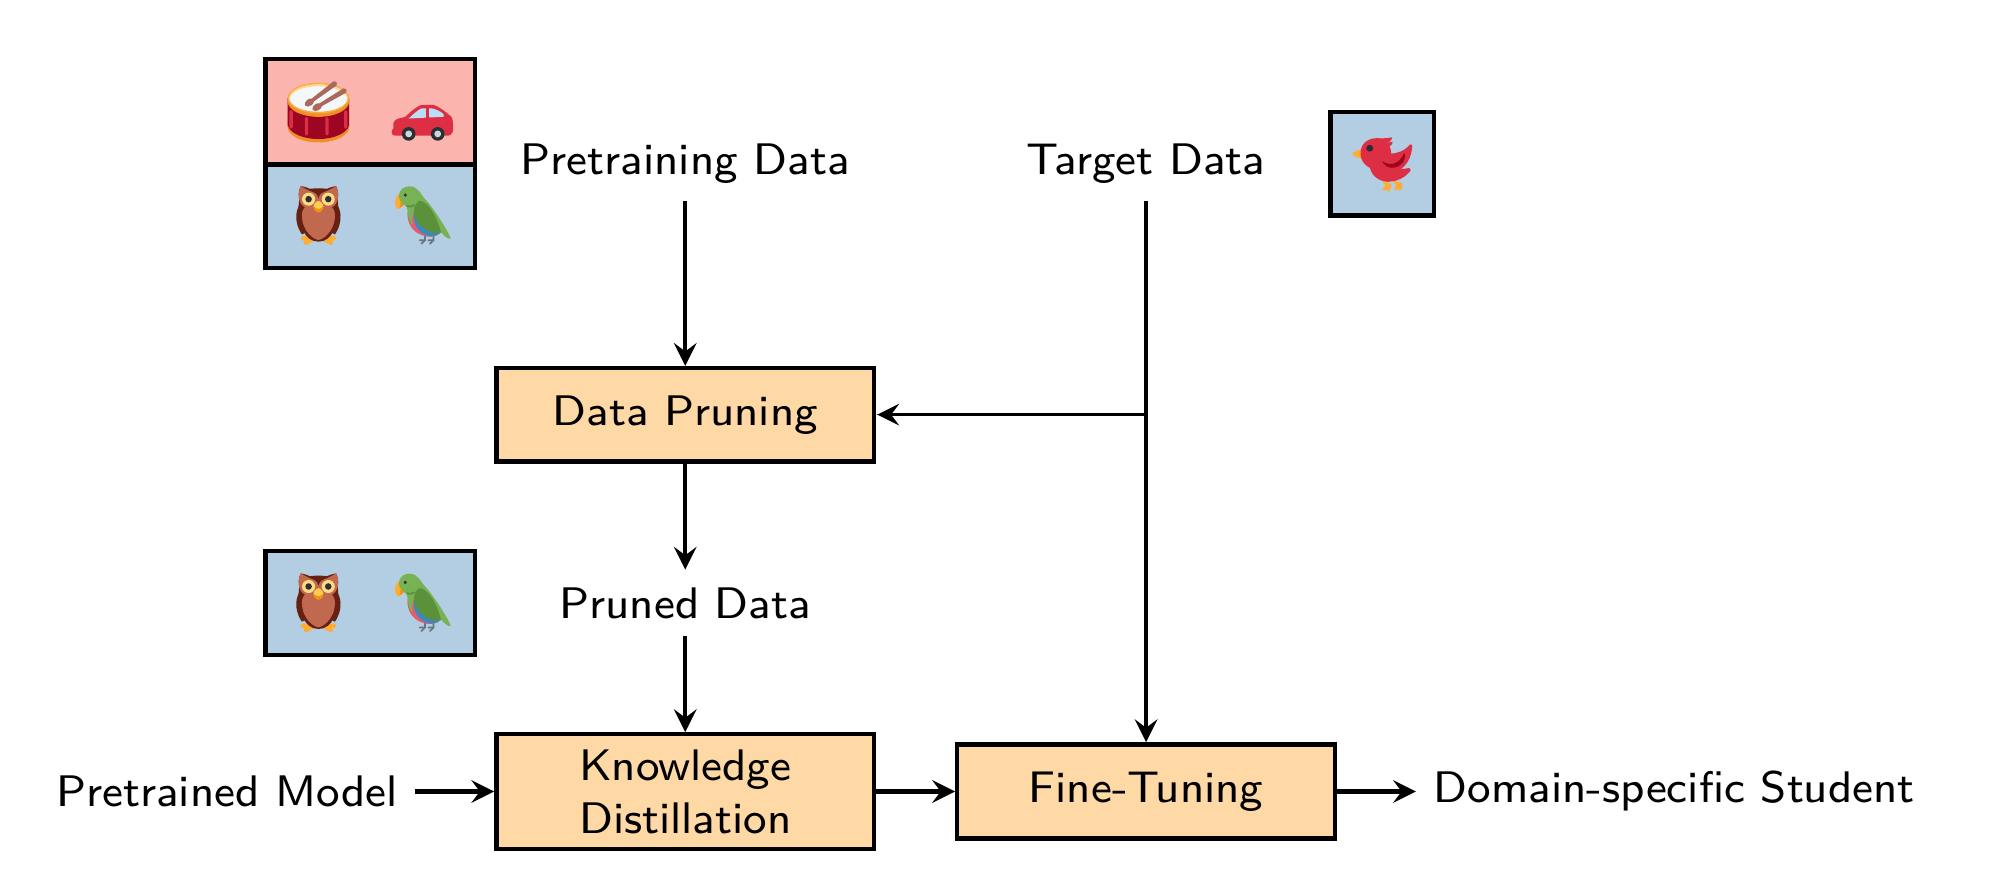 Pretraining Data
Target Data
Data Pruning
Pruned Data
Pretrained Model
Knowledge
Distillation
Fine-Tuning
Domain-specific Student